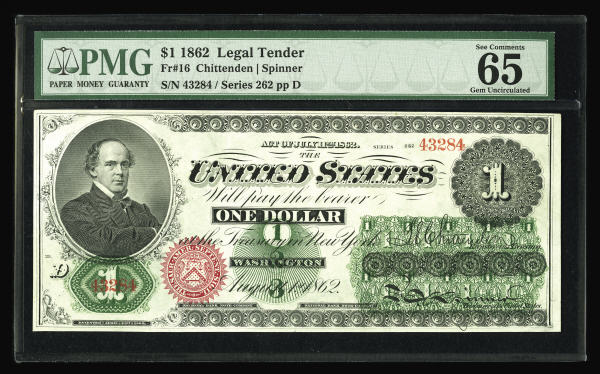 PMG
PAPER MONEY GUARANTY
$1 1862 Legal Tender
Fr#16 Chittenden | Spinner
S/N 43284 / Series 262 pp D
See Comments
65
Gem Uncirculated
ACT OF JULY 11TH 1862.
SERIES 262 43284
THE
UNITED STATES
Will pay the bearer
ONE DOLLAR
1
at the Treasury in New York
WASHINGTON
August 1st 1862.
D
1
43284
1